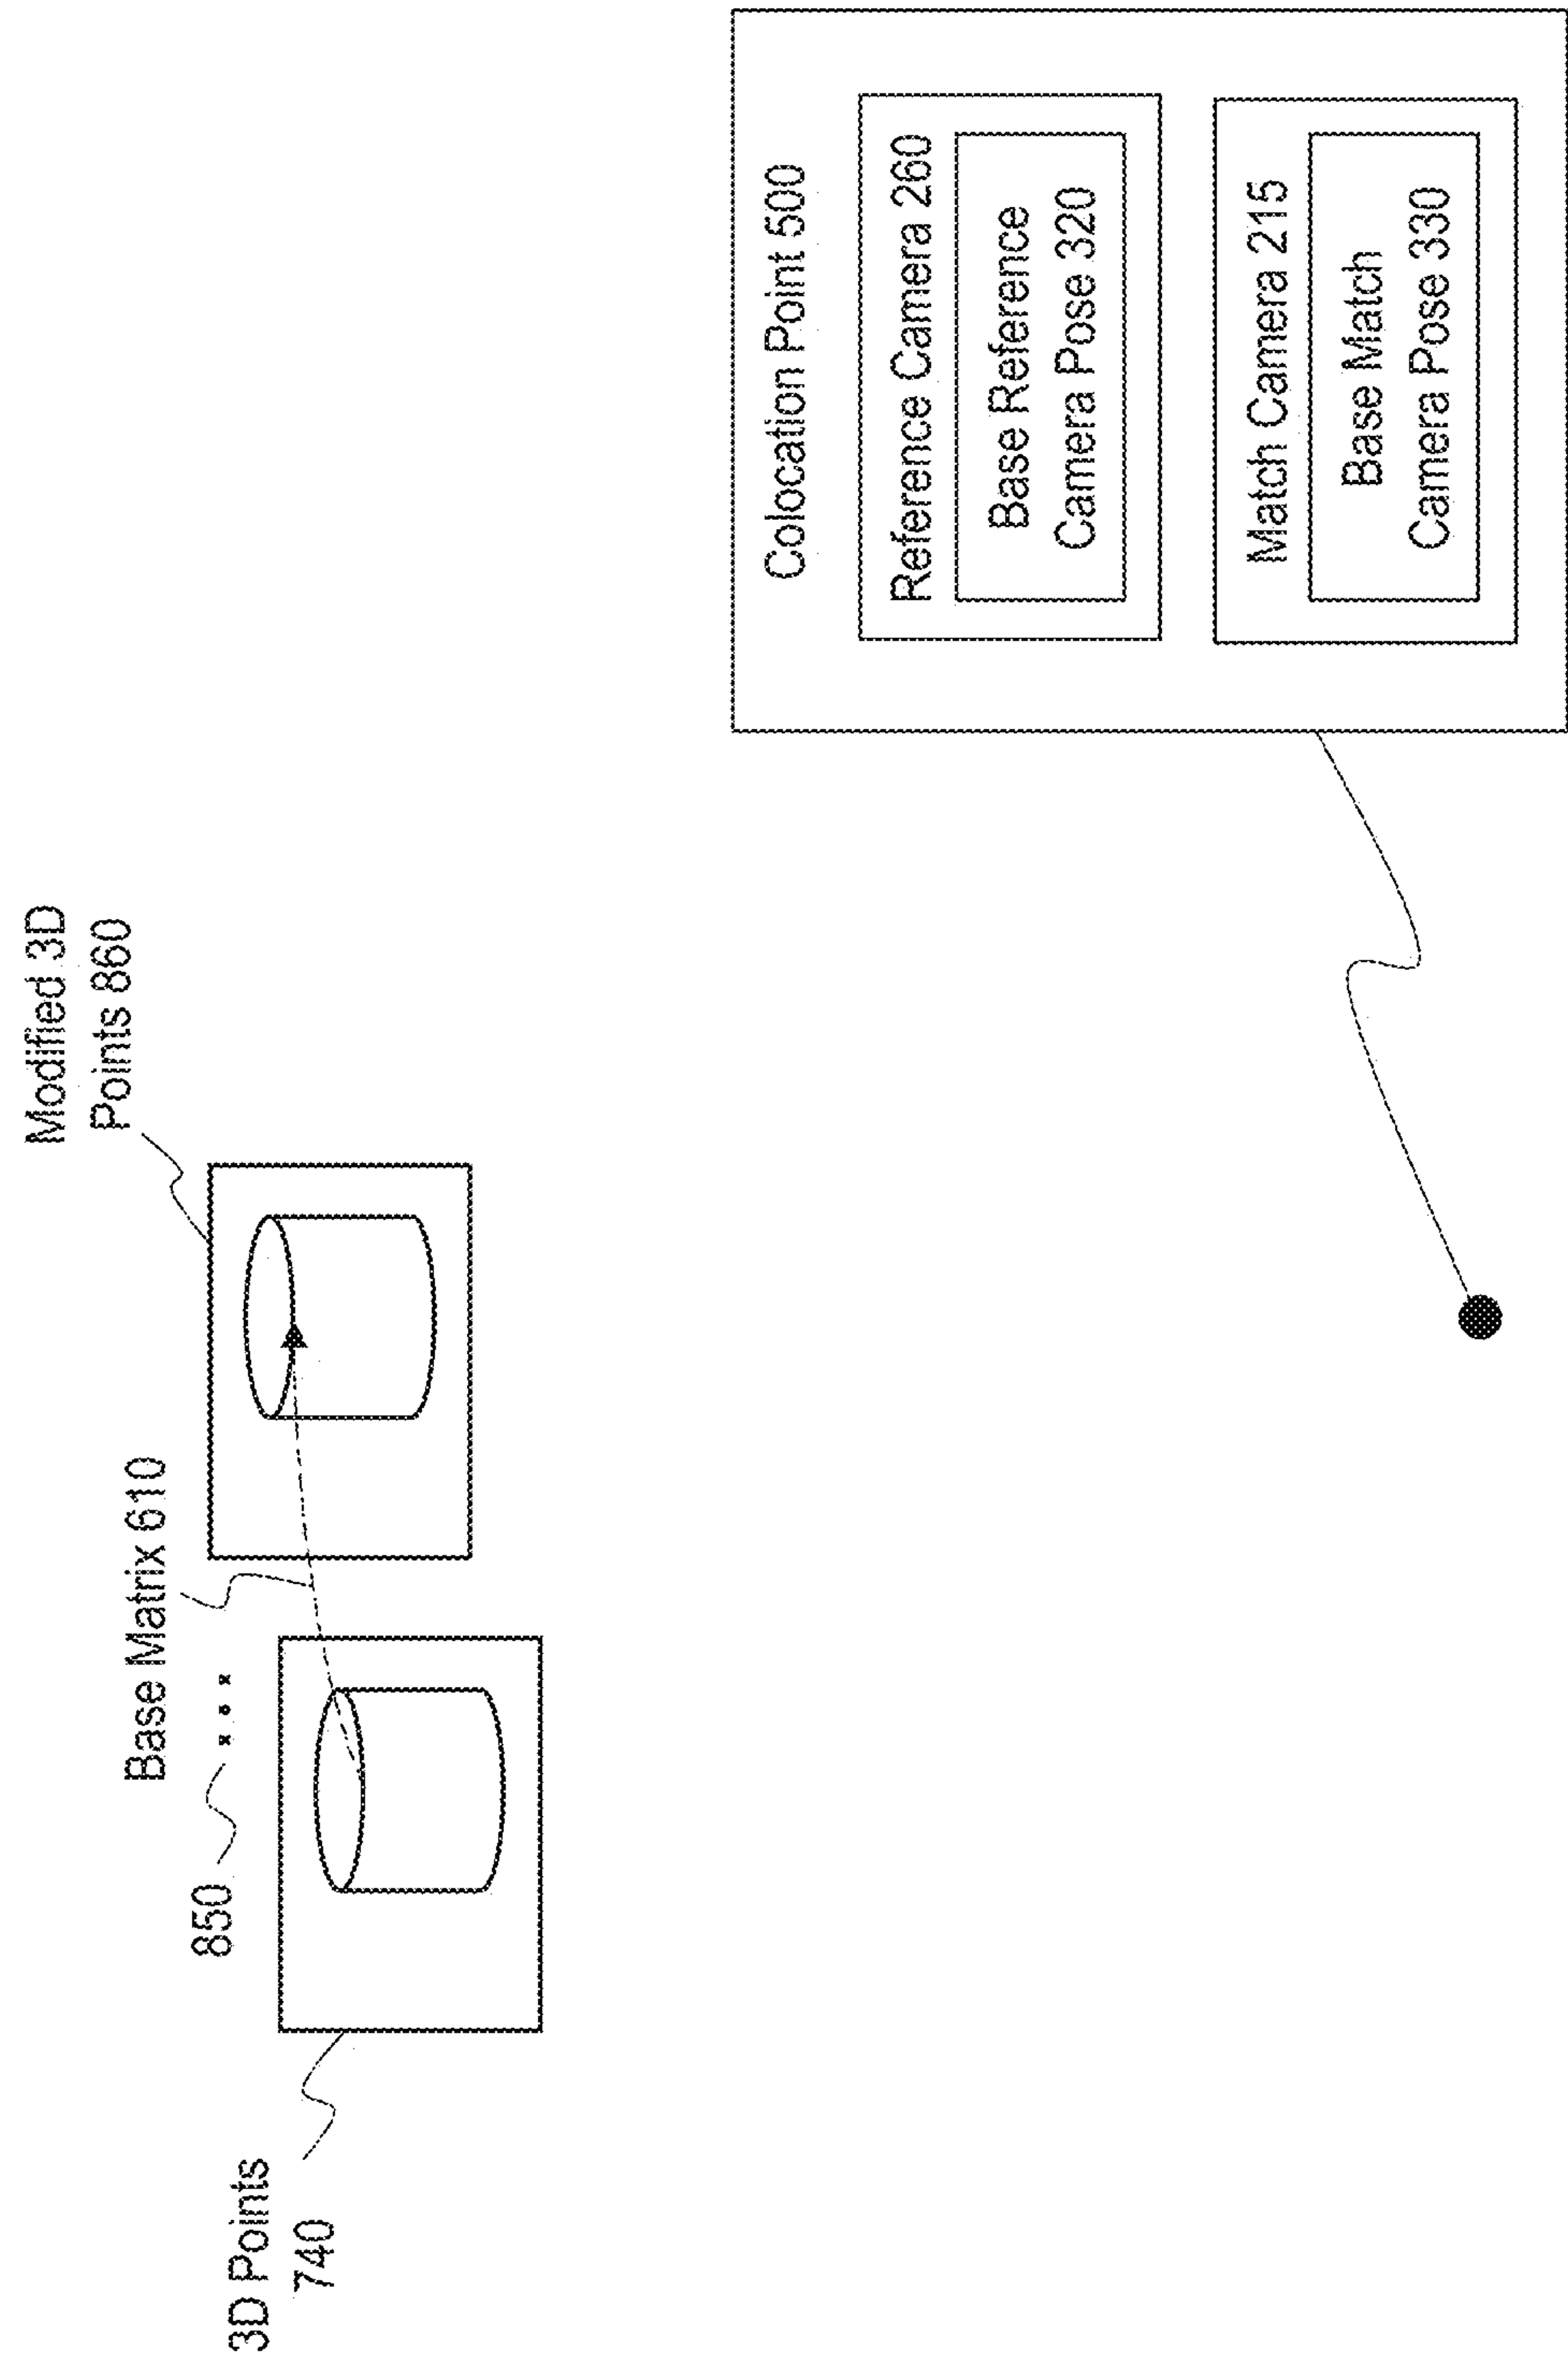 3D Points
740
850
Base Matrix 610
Modified 3D
Points 860
Colocation Point 500
Reference Camera 260
Base Reference
Camera Pose 320
Match Camera 215
Base Match
Camera Pose 330